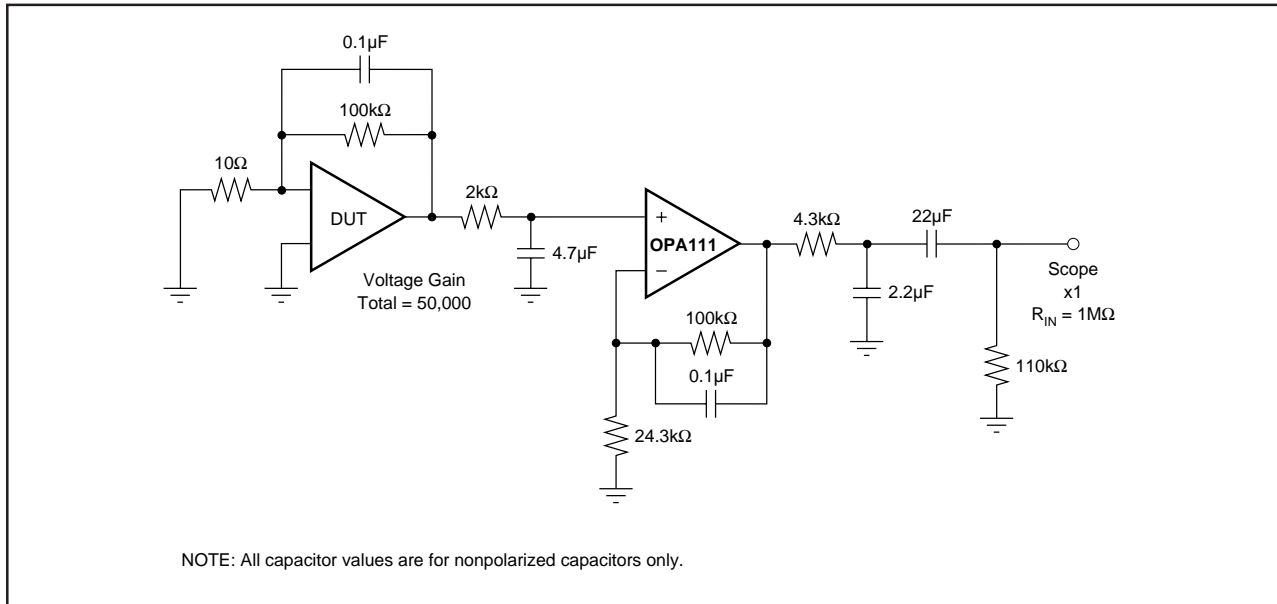 0.1µF
100kΩ
10Ω
DUT
Voltage Gain
Total = 50,000
2kΩ
4.7µF
+
OPA111
–
100kΩ
0.1µF
24.3kΩ
4.3kΩ
2.2µF
22µF
Scope
x1
RIN = 1MΩ
110kΩ
NOTE: All capacitor values are for nonpolarized capacitors only.